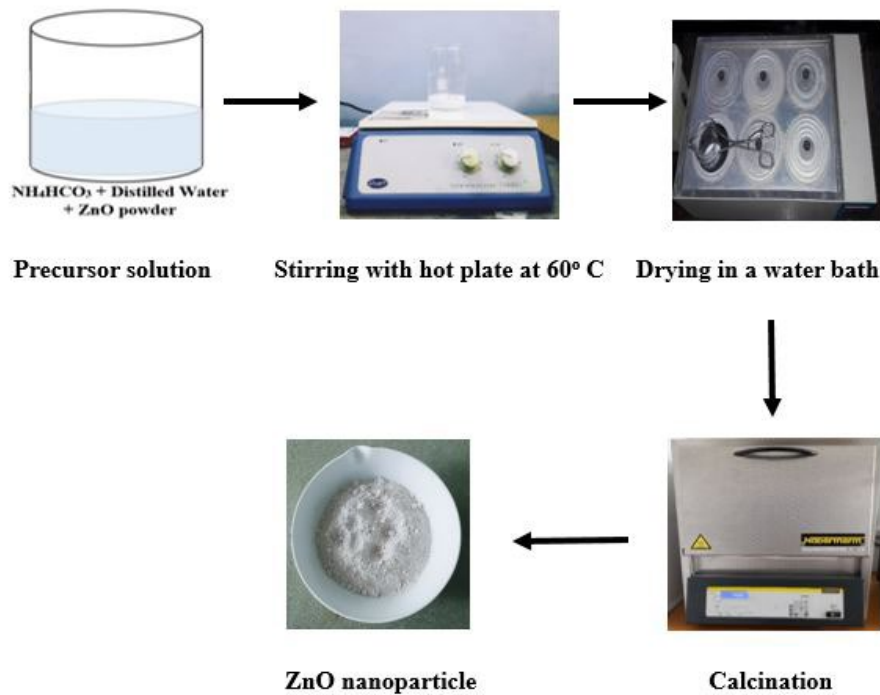 NH₄HCO₃ + Distilled Water
+ ZnO powder
Precursor solution
Stirring with hot plate at 60° C
Drying in a water bath
Nabertherm
ZnO nanoparticle
Calcination